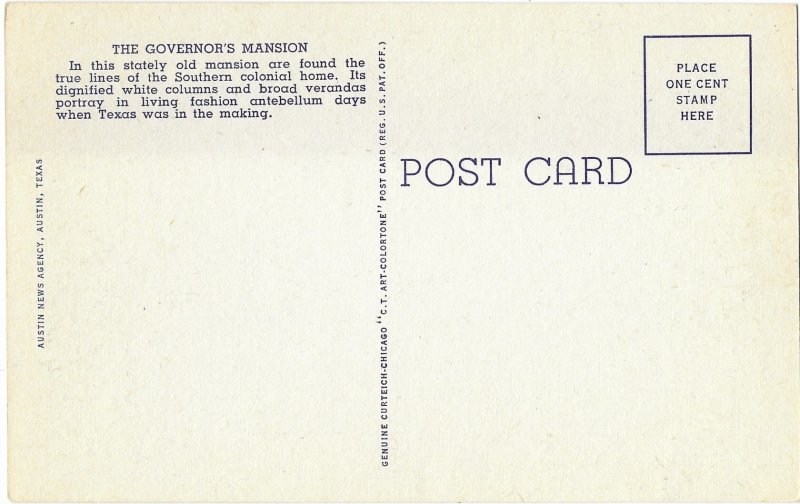 THE GOVERNOR'S MANSION
In this stately old mansion are found the
true lines of the Southern colonial home. Its
dignified white columns and broad verandas
portray in living fashion antebellum days
when Texas was in the making.
AUSTIN NEWS AGENCY, AUSTIN, TEXAS
GENUINE CURTEICH-CHICAGO "C.T. ART-COLORTONE" POST CARD (REG. U.S. PAT. OFF.)
POST CARD
PLACE
ONE CENT
STAMP
HERE